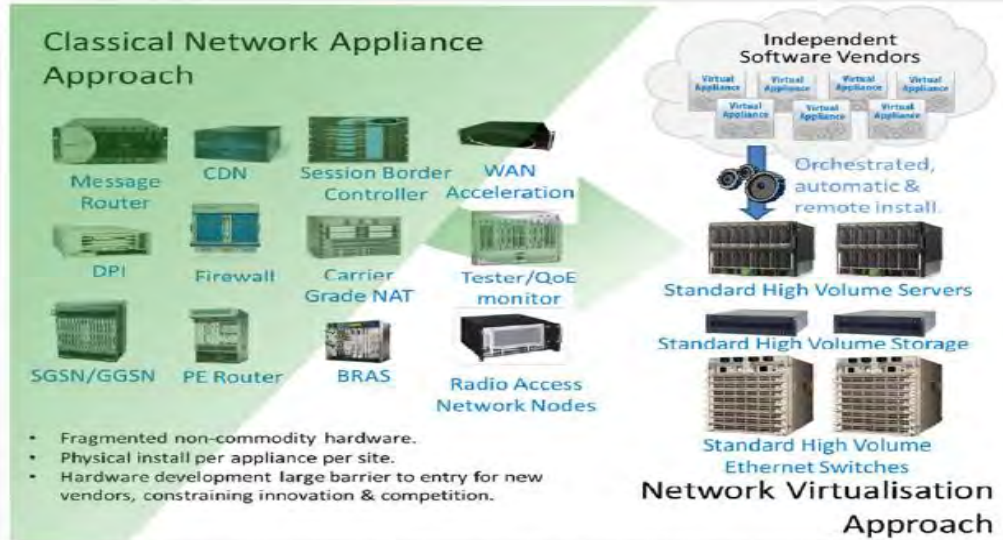 Classical Network Appliance
Approach
Message
Router
CDN
Session Border
Controller
WAN
Acceleration
DPI
Firewall
Carrier
Grade NAT
Tester/QoE
monitor
SGSN/GGSN
PE Router
BRAS
Radio Access
Network Nodes
• Fragmented non-commodity hardware.
• Physical install per appliance per site.
• Hardware development large barrier to entry for new
vendors, constraining innovation & competition.
Independent
Software Vendors
Virtual
Appliance
Virtual
Appliance
Virtual
Appliance
Virtual
Appliance
Virtual
Appliance
Virtual
Appliance
Virtual
Appliance
Orchestrated,
automatic &
remote install.
Standard High Volume Servers
Standard High Volume Storage
Standard High Volume
Ethernet Switches
Network Virtualisation
Approach